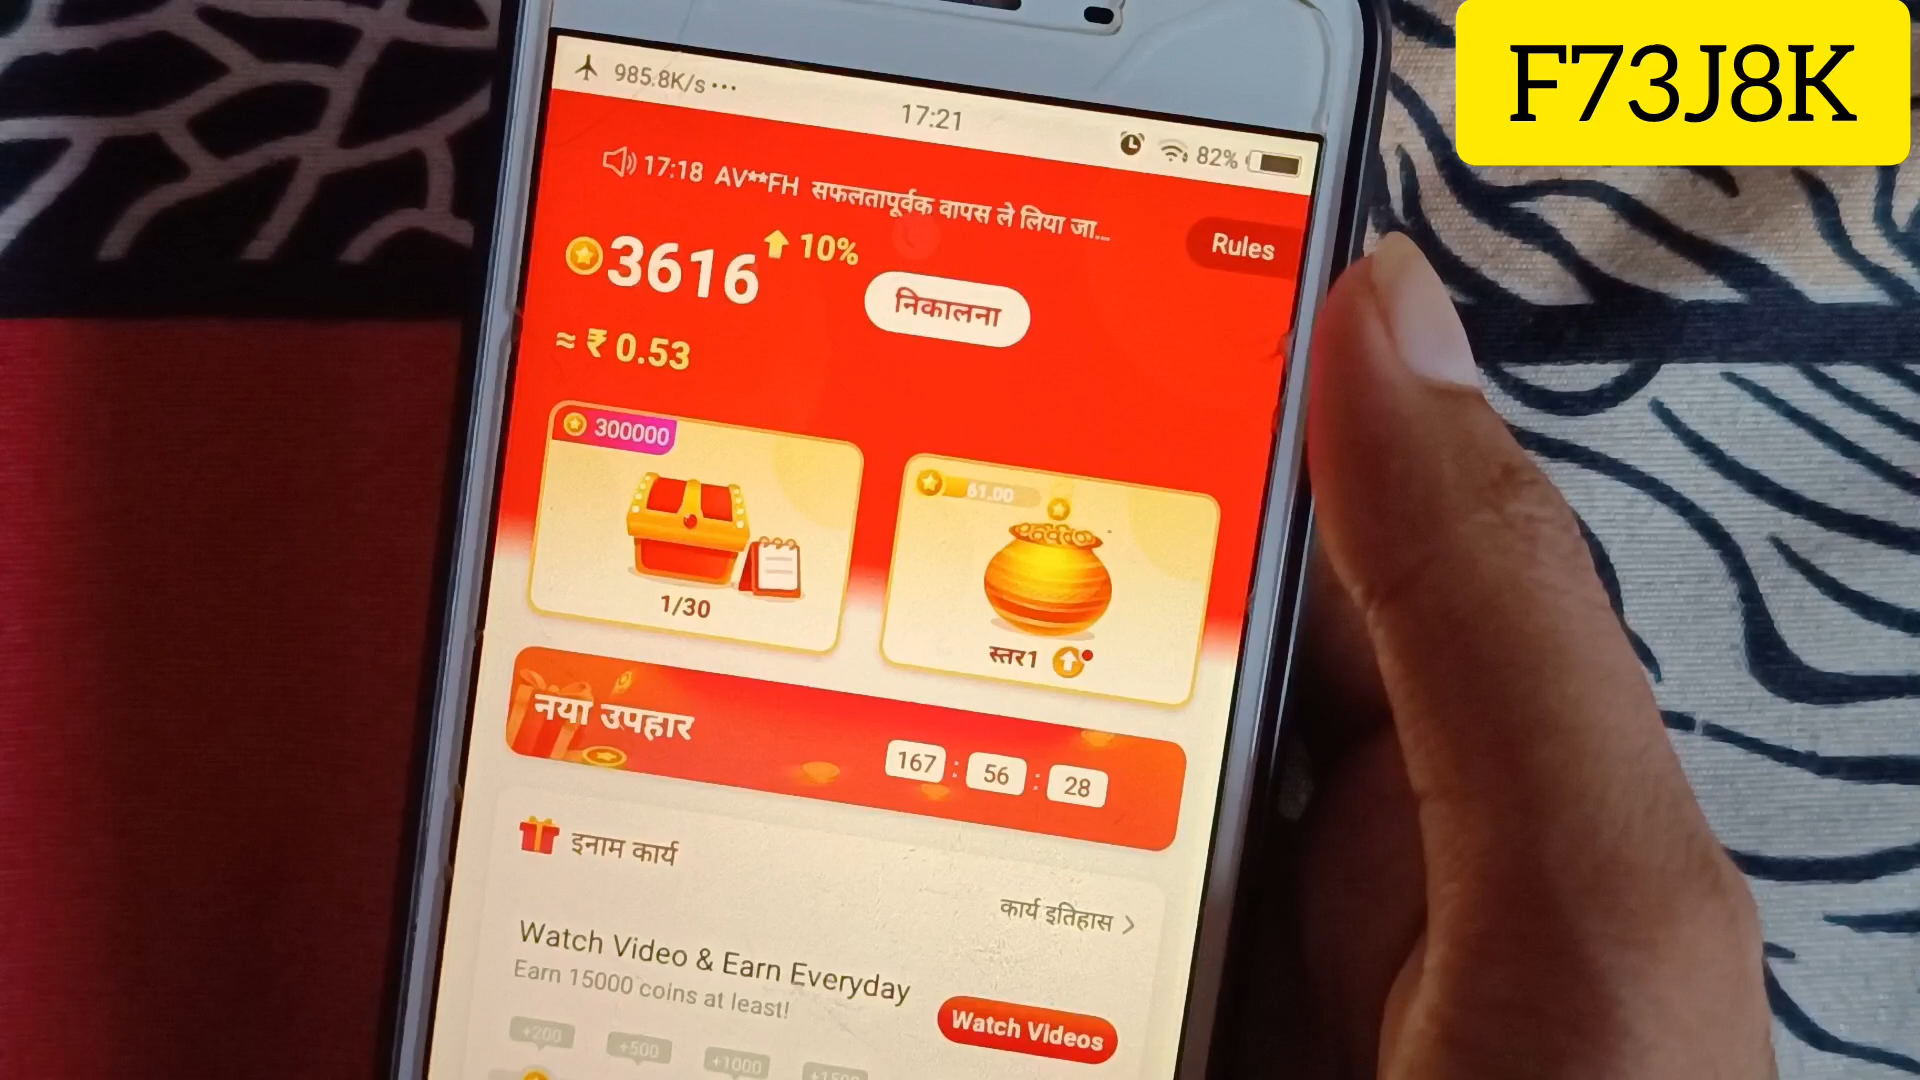 F73J8K
985.8K/s ...
17:21
82%
17:18 AV**FH सफलतापूर्वक वापस ले लिया जा...
Rules
3616
10%
निकालना
≈ ₹ 0.53
300000
61.00
1/30
स्तर1
नया उपहार
167 : 56 : 28
इनाम कार्य
कार्य इतिहास >
Watch Video & Earn Everyday
Earn 15000 coins at least!
Watch Videos
+200
+500
+1000
+1500